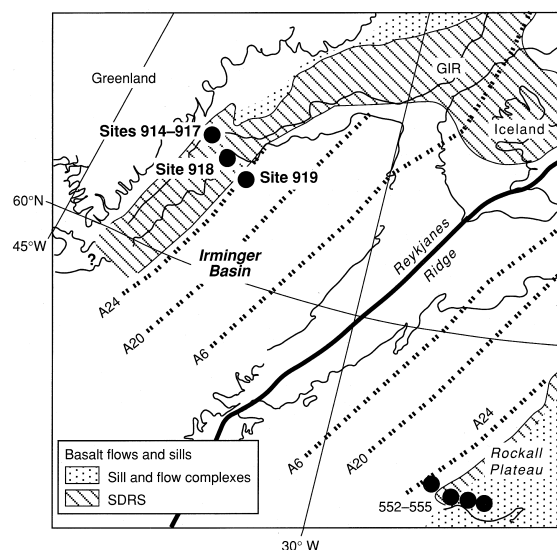 Greenland
GIR
Sites 914–917
Iceland
Site 918
Site 919
60°N
45°W
?
Irminger
Basin
Reykjanes
Ridge
A24
A20
A6
A24
Rockall
Plateau
A6
A20
552–555
Basalt flows and sills
Sill and flow complexes
SDRS
30° W